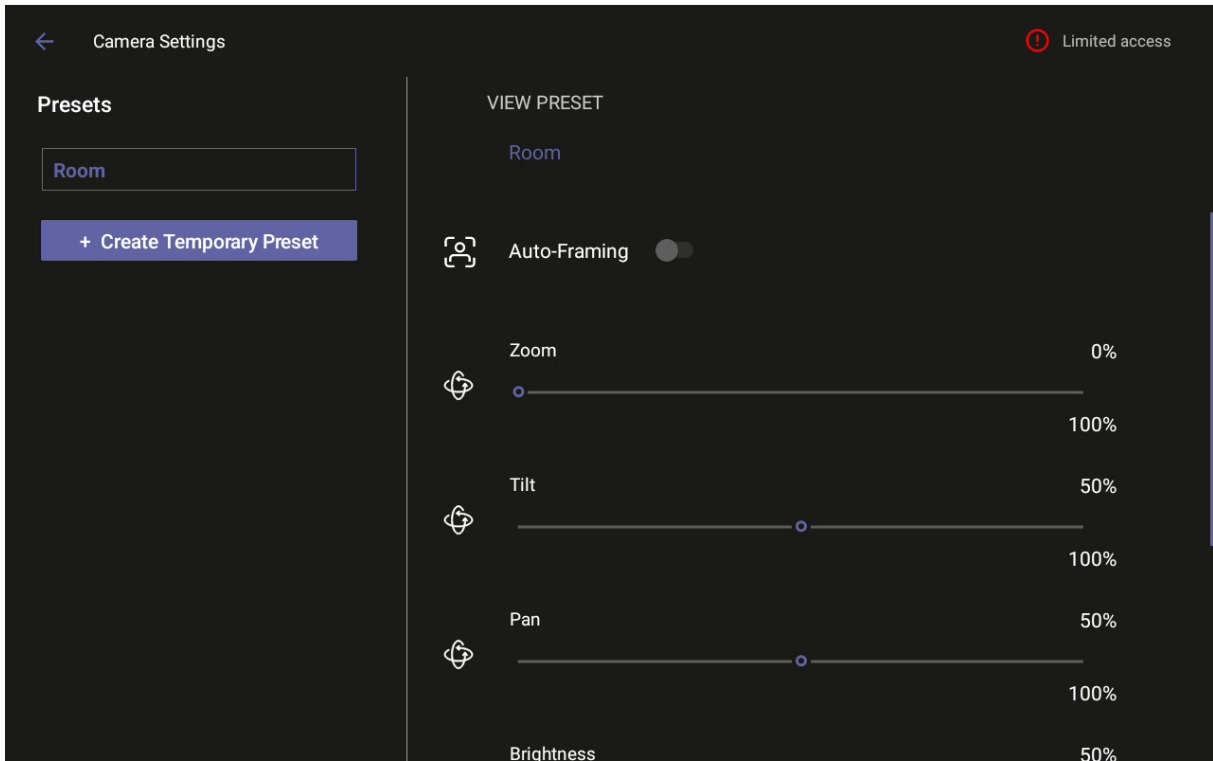 Camera Settings
Limited access
Presets
Room
+ Create Temporary Preset
VIEW PRESET
Room
Auto-Framing
Zoom 0%
100%
Tilt 50%
100%
Pan 50%
100%
Brightness 50%